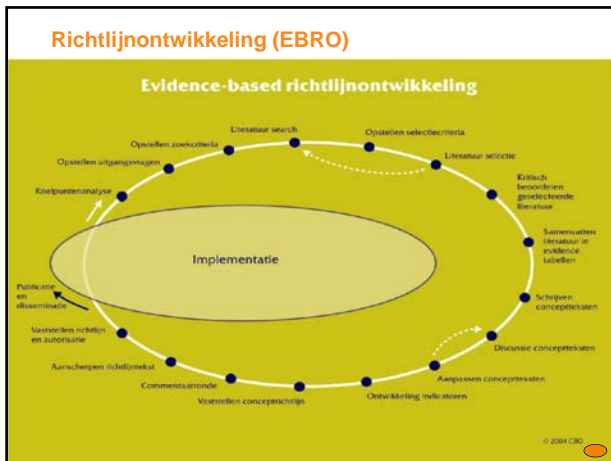 Richtlijnontwikkeling (EBRO)
Evidence-based richtlijnontwikkeling
Literatuur search
Opstellen selectiecriteria
Opstellen zoekcriteria
Literatuur selectie
Opstellen uitgangsvragen
Kritisch
beoordelen
geselecteerde
literatuur
Knelpuntenanalyse
Samenvatten
literatuur in
evidence
tabellen
Implementatie
Publicatie
en
disseminatie
Schrijven
conceptteksten
Vaststellen richtlijn
en autorisatie
Discussie conceptteksten
Aanscherpen richtlijntekst
Aanpassen conceptteksten
Commentaarronde
Ontwikkeling indicatoren
Vaststellen conceptrichtlijn
© 2004 CBO